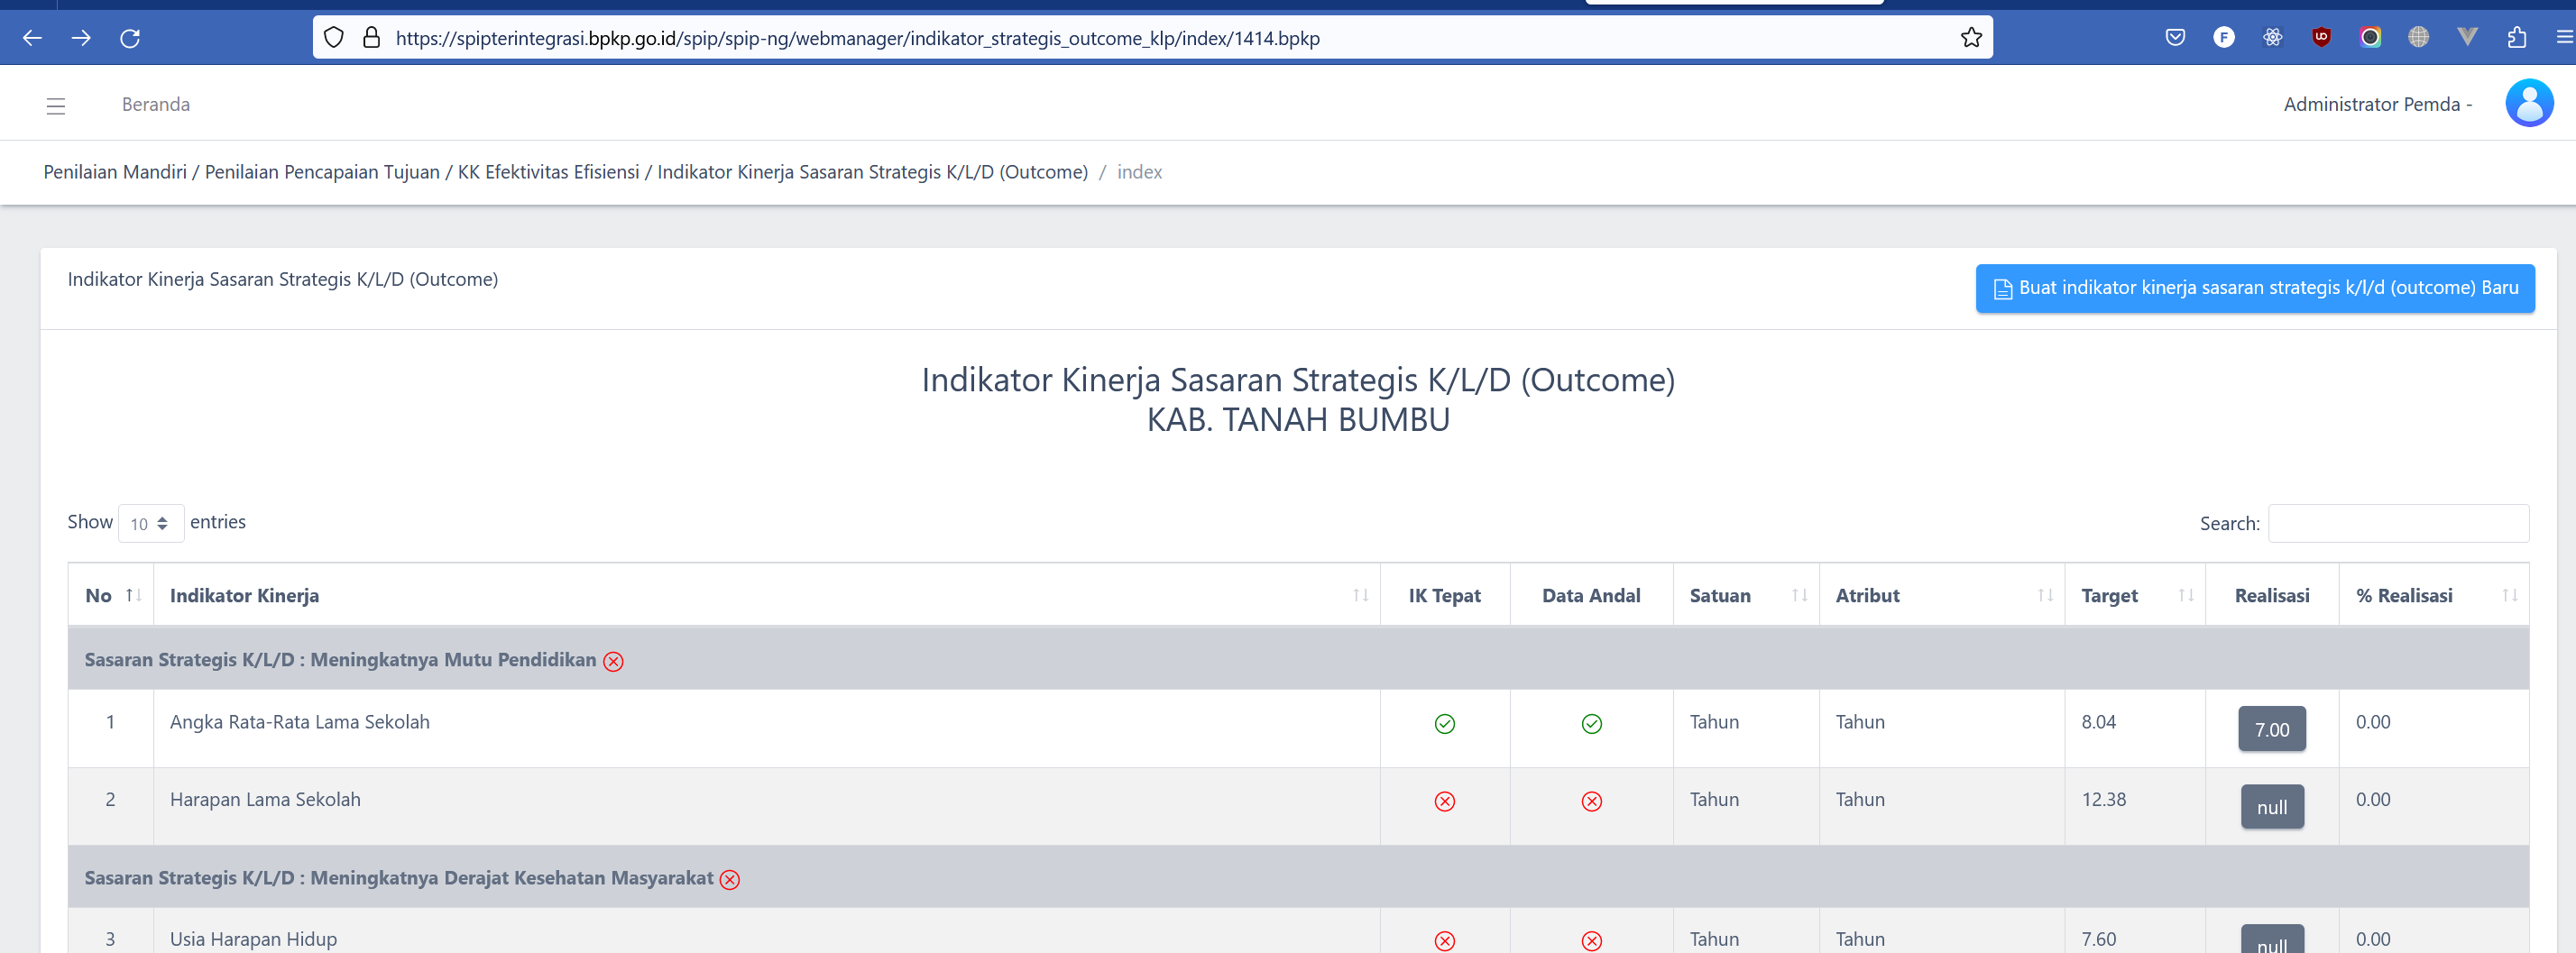 https://spipterintegrasi.bpkp.go.id/spip/spip-ng/webmanager/indikator_strategis_outcome_klp/index/1414.bpkp
Beranda
Administrator Pemda -
Penilaian Mandiri / Penilaian Pencapaian Tujuan / KK Efektivitas Efisiensi / Indikator Kinerja Sasaran Strategis K/L/D (Outcome) / index
Indikator Kinerja Sasaran Strategis K/L/D (Outcome)
Buat indikator kinerja sasaran strategis k/l/d (outcome) Baru
Indikator Kinerja Sasaran Strategis K/L/D (Outcome)
KAB. TANAH BUMBU
Show 10 entries
Search:
No Indikator Kinerja IK Tepat Data Andal Satuan Atribut Target Realisasi % Realisasi
Sasaran Strategis K/L/D : Meningkatnya Mutu Pendidikan
1 Angka Rata-Rata Lama Sekolah Tahun Tahun 8.04 7.00 0.00
2 Harapan Lama Sekolah Tahun Tahun 12.38 null 0.00
Sasaran Strategis K/L/D : Meningkatnya Derajat Kesehatan Masyarakat
3 Usia Harapan Hidup Tahun Tahun 7.60 null 0.00